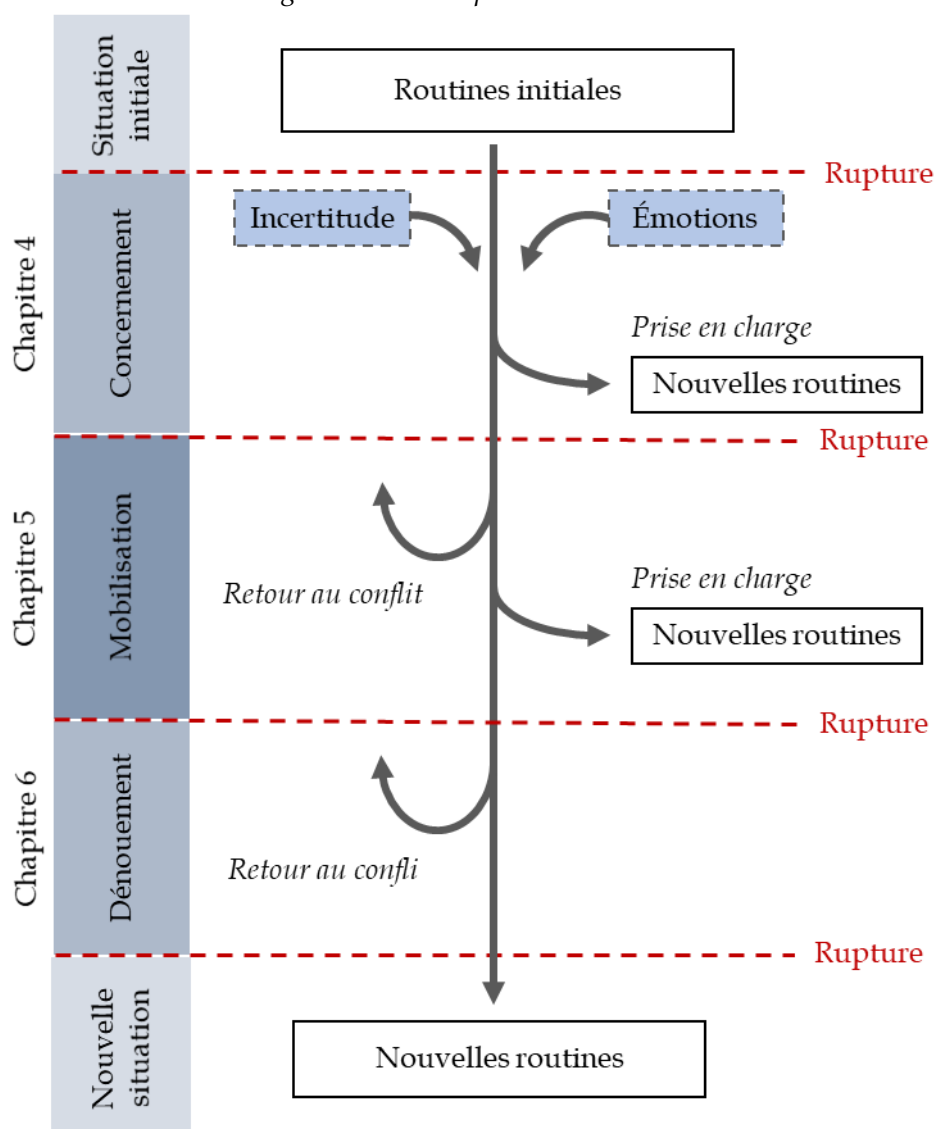 Situation
initiale
Routines initiales
Rupture
Chapitre 4
Concernement
Incertitude
Émotions
Prise en charge
Nouvelles routines
Rupture
Chapitre 5
Mobilisation
Retour au conflit
Prise en charge
Nouvelles routines
Rupture
Chapitre 6
Dénouement
Retour au confli
Rupture
Nouvelle
situation
Nouvelles routines